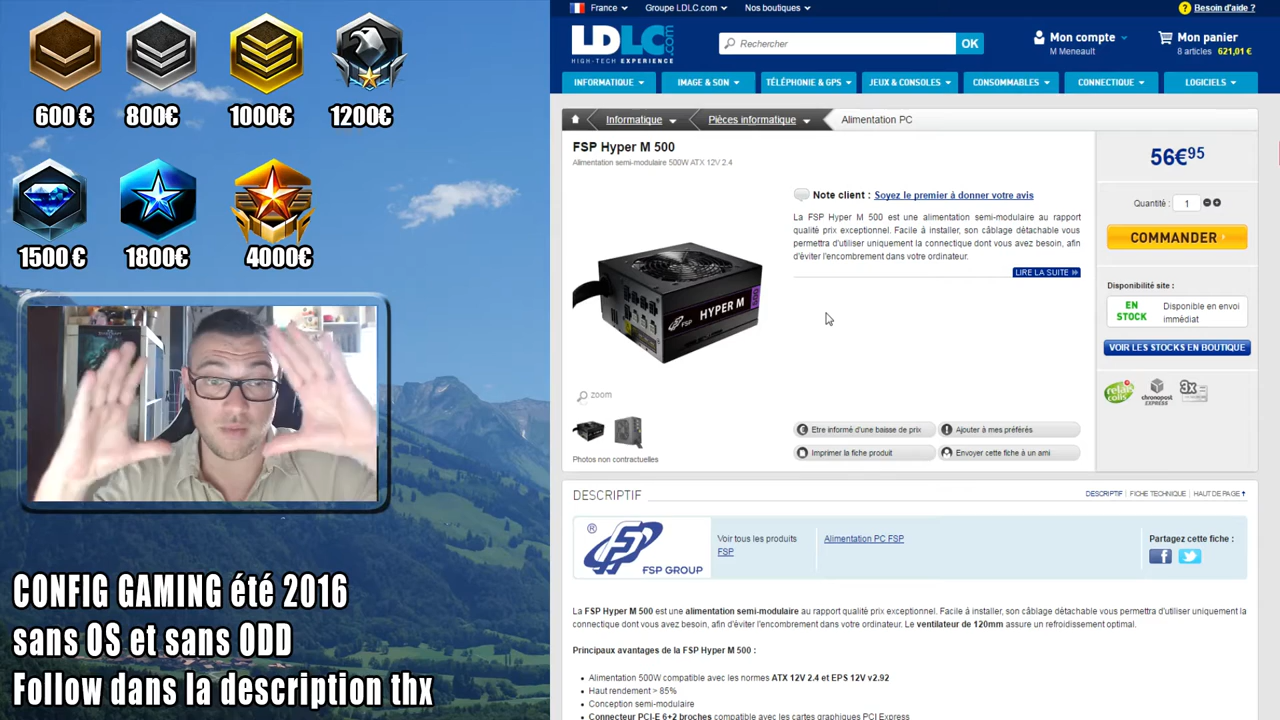 600€ 800€ 1000€ 1200€
1500€ 1800€ 4000€
CONFIG GAMING été 2016
sans OS et sans ODD
Follow dans la description thx
France Groupe LDLC.com Nos boutiques ? Besoin d'aide ?
LDLC.com
HIGH-TECH EXPERIENCE
Rechercher OK
Mon compte
M Meneault
Mon panier
8 articles 621,01 €
INFORMATIQUE IMAGE & SON TÉLÉPHONIE & GPS JEUX & CONSOLES CONSOMMABLES CONNECTIQUE LOGICIELS
Informatique Pièces informatique Alimentation PC
FSP Hyper M 500
Alimentation semi-modulaire 500W ATX 12V 2.4
Note client : Soyez le premier à donner votre avis
La FSP Hyper M 500 est une alimentation semi-modulaire au rapport
qualité prix exceptionnel. Facile à installer, son câblage détachable vous
permettra d'utiliser uniquement la connectique dont vous avez besoin, afin
d'éviter l'encombrement dans votre ordinateur.
LIRE LA SUITE
FSP HYPER M
zoom
Photos non contractuelles
Etre informé d'une baisse de prix Ajouter à mes préférés
Imprimer la fiche produit Envoyer cette fiche à un ami
56€95
Quantité : 1
COMMANDER
Disponibilité site :
EN STOCK
Disponible en envoi
immédiat
VOIR LES STOCKS EN BOUTIQUE
relais colis chronopost EXPRESS 3x
DESCRIPTIF
DESCRIPTIF | FICHE TECHNIQUE | HAUT DE PAGE
® FSP GROUP
Voir tous les produits
FSP
Alimentation PC FSP
Partagez cette fiche :
La FSP Hyper M 500 est une alimentation semi-modulaire au rapport qualité prix exceptionnel. Facile à installer, son câblage détachable vous permettra d'utiliser uniquement la
connectique dont vous avez besoin, afin d'éviter l'encombrement dans votre ordinateur. Le ventilateur de 120mm assure un refroidissement optimal.
Principaux avantages de la FSP Hyper M 500 :
Alimentation 500W compatible avec les normes ATX 12V 2.4 et EPS 12V v2.92
Haut rendement > 85%
Conception semi-modulaire
Connecteur PCI-E 6+2 broches compatible avec les cartes graphiques PCI Express